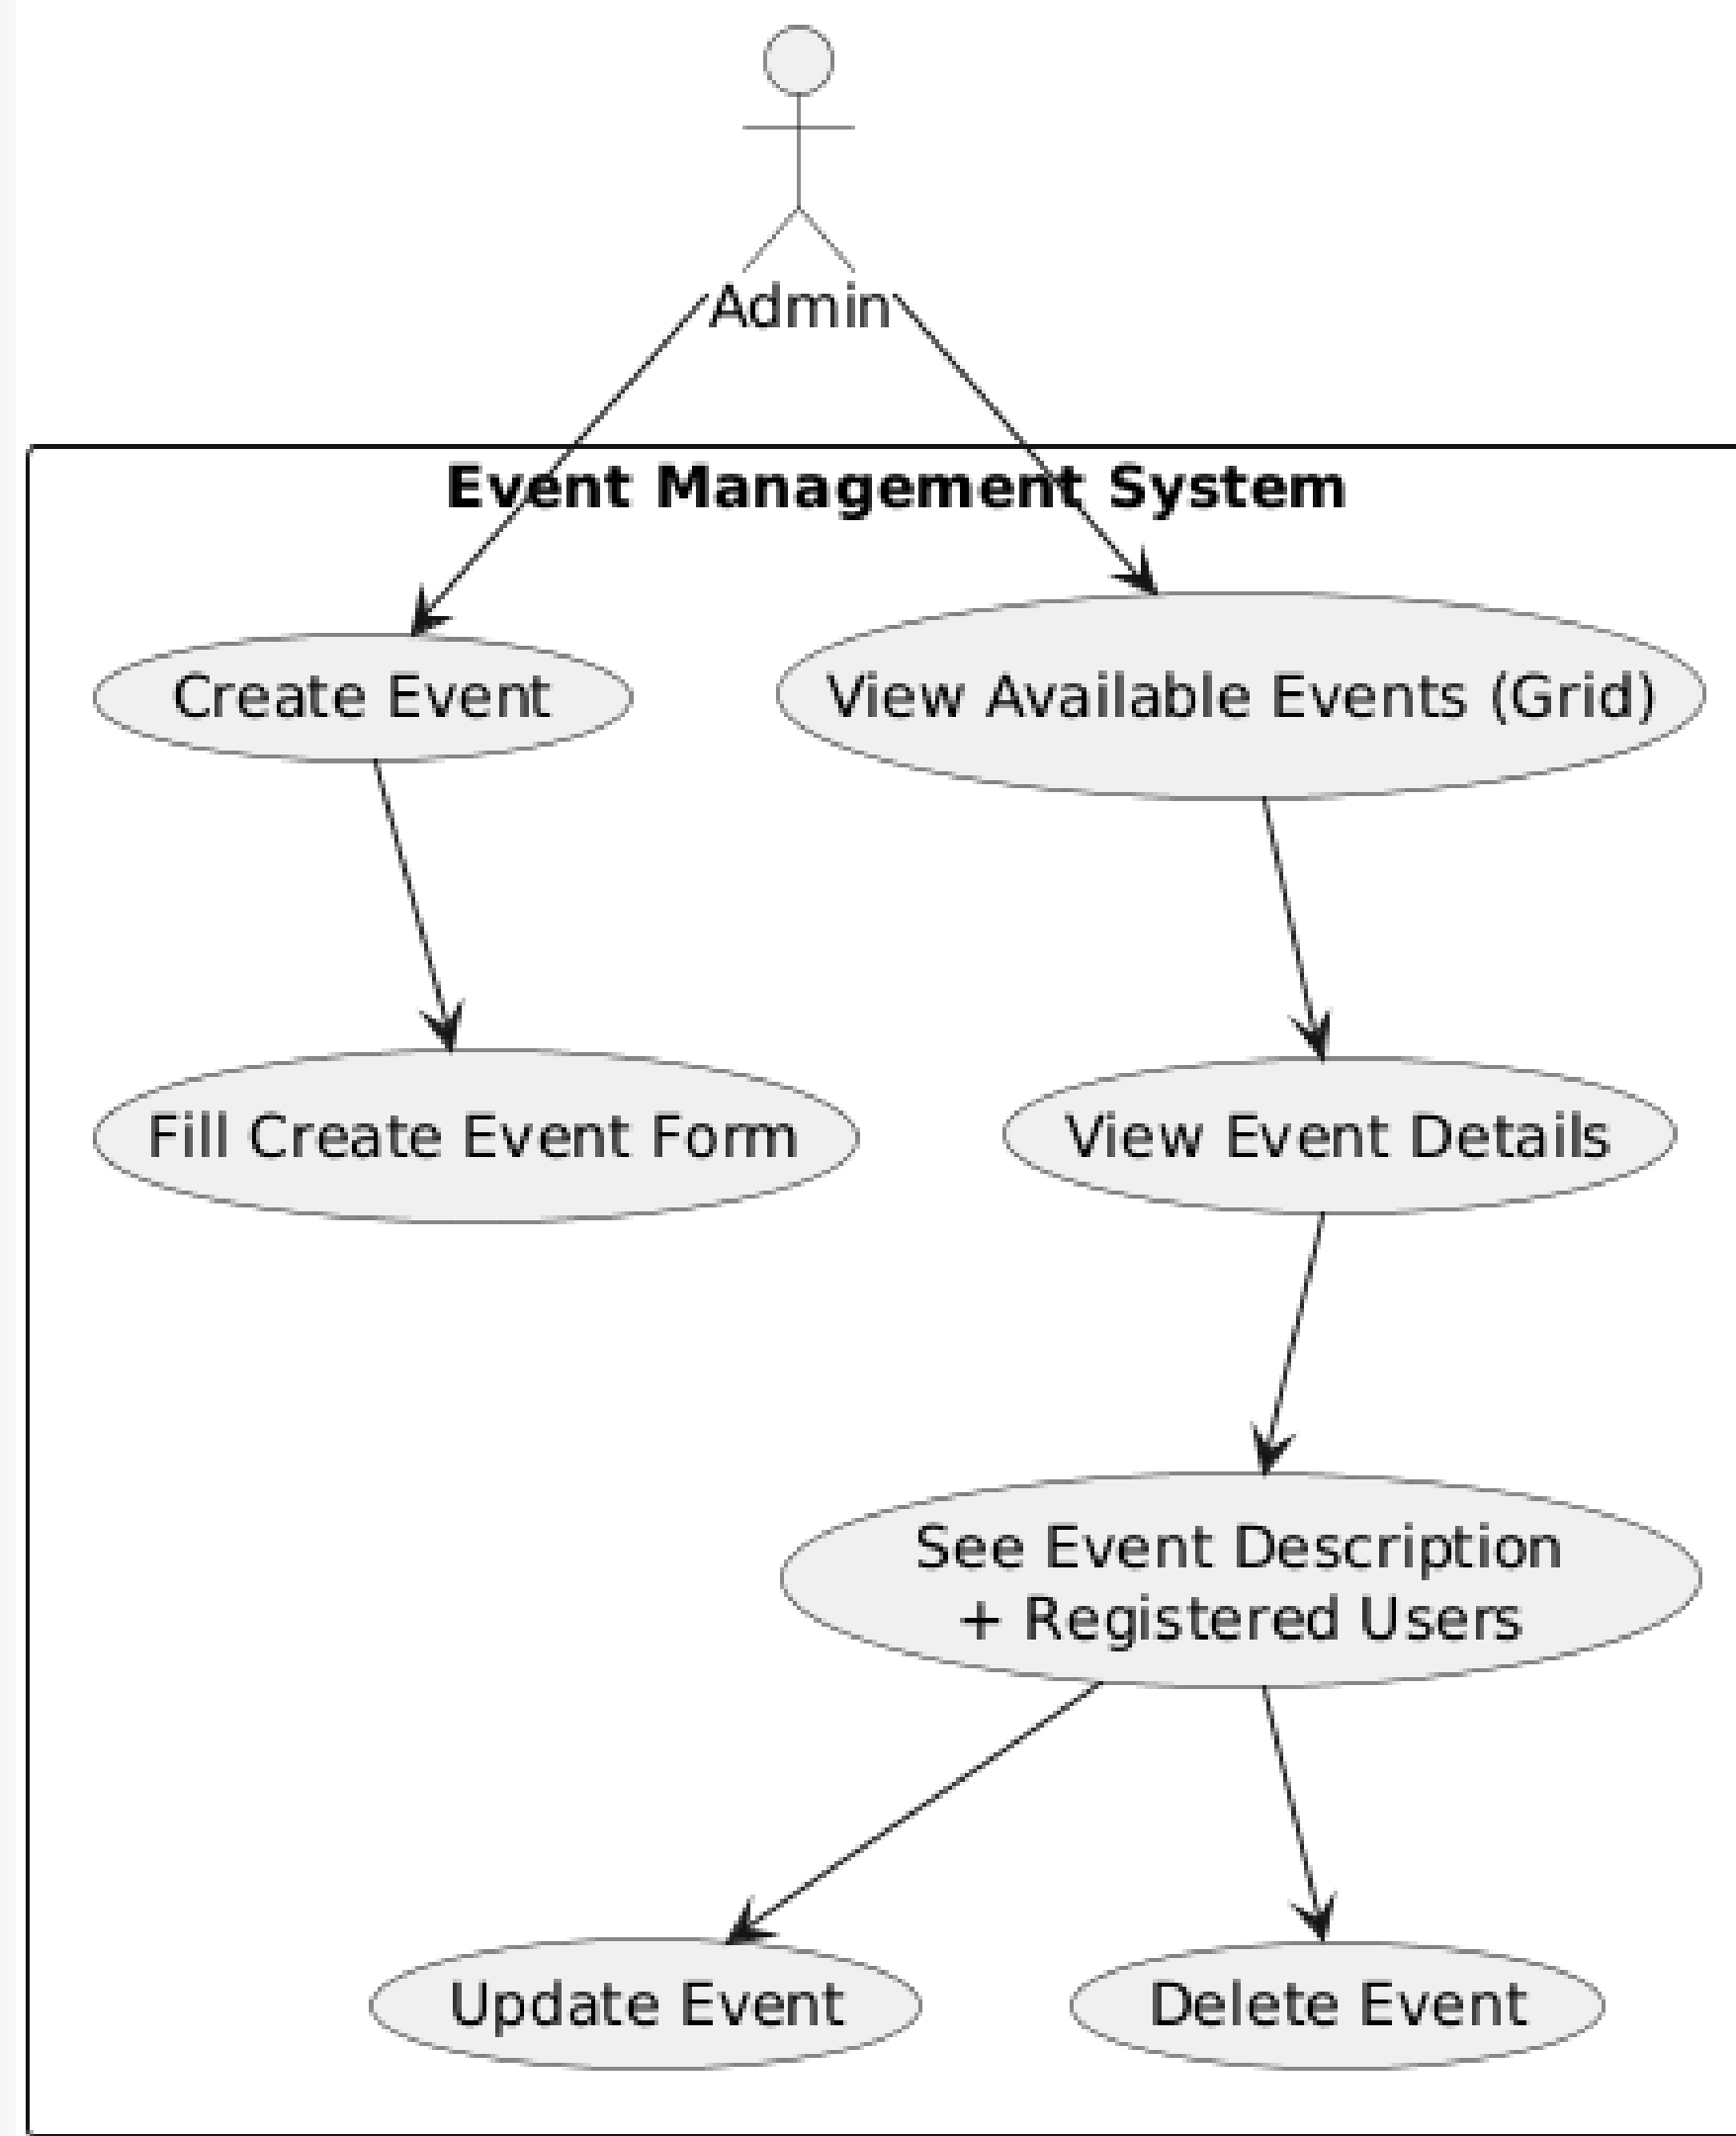 Admin
Event Management System
Create Event
View Available Events (Grid)
Fill Create Event Form
View Event Details
See Event Description
+ Registered Users
Update Event
Delete Event